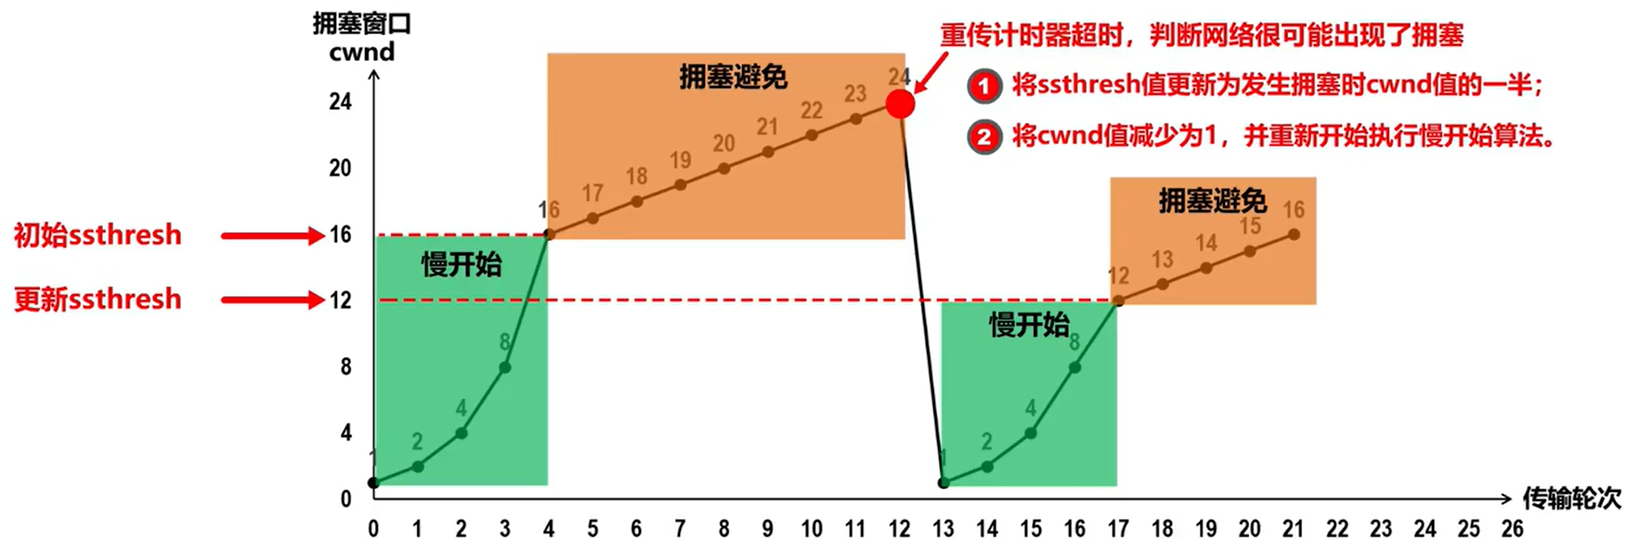 拥塞窗口
cwnd
重传计时器超时，判断网络很可能出现了拥塞
1 将ssthresh值更新为发生拥塞时cwnd值的一半；
2 将cwnd值减少为1，并重新开始执行慢开始算法。
拥塞避免
24
20
16
12
8
4
0
初始ssthresh
更新ssthresh
慢开始
1
2
4
8
16
17
18
19
20
21
22
23
24
慢开始
1
2
4
8
拥塞避免
12
13
14
15
16
0 1 2 3 4 5 6 7 8 9 10 11 12 13 14 15 16 17 18 19 20 21 22 23 24 25 26
传输轮次